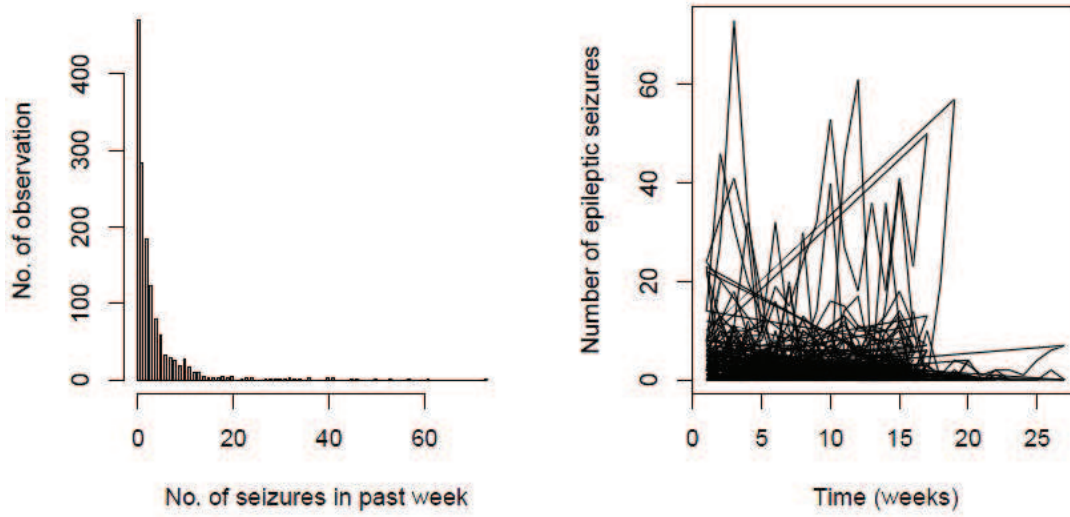 No. of observation
400
300
200
100
0
0 20 40 60
No. of seizures in past week
Number of epileptic seizures
60
40
20
0
0 5 10 15 20 25
Time (weeks)